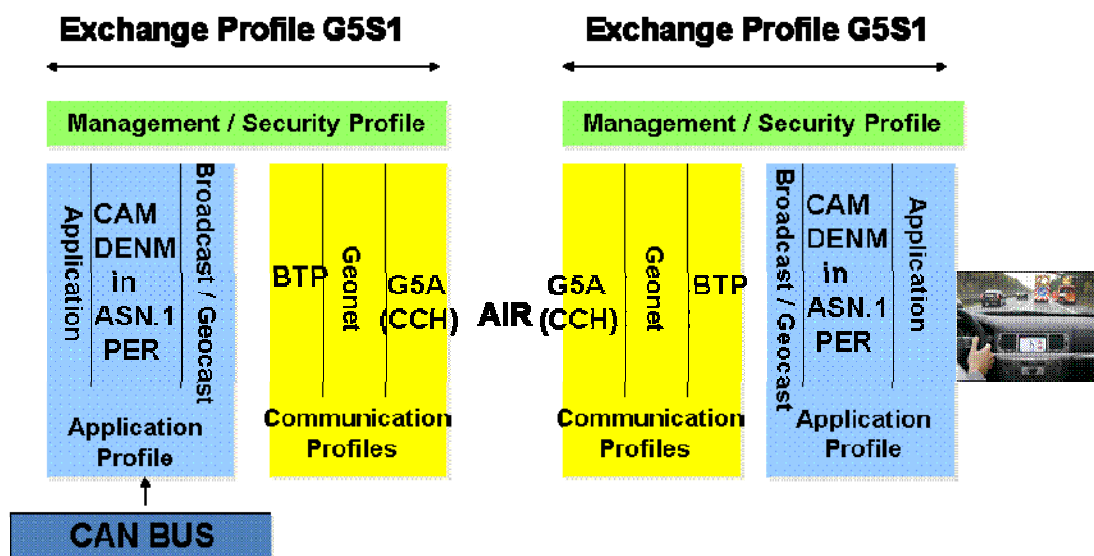 Exchange Profile G5S1
Exchange Profile G5S1
Management / Security Profile
Management / Security Profile
Application
CAM
DENM
in
ASN.1
PER
Broadcast / Geocast
Application
Profile
BTP
Geonet
G5A
(CCH)
Communication
Profiles
AIR
G5A
(CCH)
Geonet
BTP
Communication
Profiles
Broadcast / Geocast
CAM
DENM
in
ASN.1
PER
Application
Application
Profile
CAN BUS